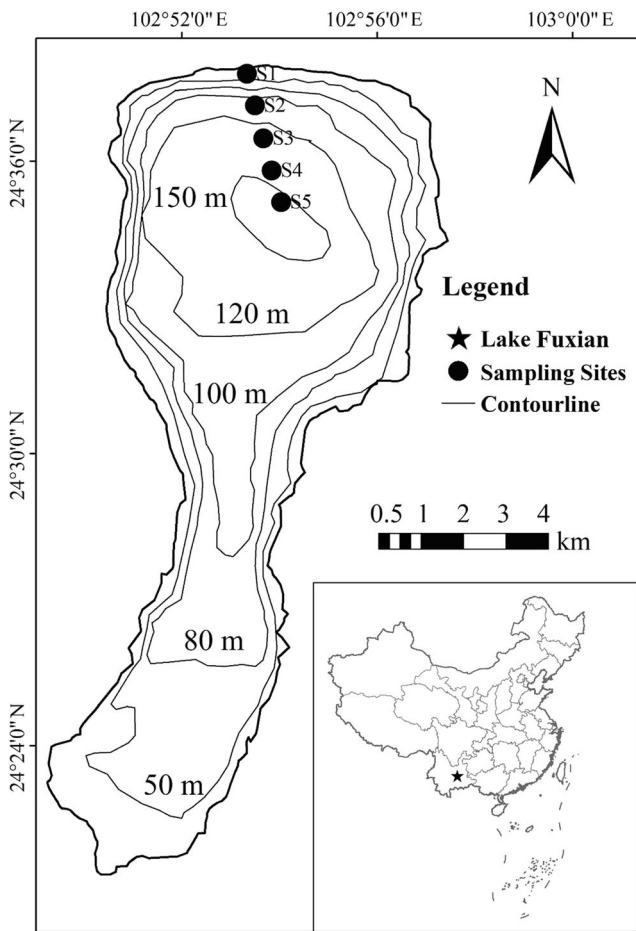 102°52'0"E 102°56'0"E 103°0'0"E
S1
S2
N
S3
24°36'0"N
S4
150 m
S5
Legend
120 m
Lake Fuxian
Sampling Sites
100 m
Contourline
24°30'0"N
0.5 1 2 3 4
km
80 m
24°24'0"N
50 m